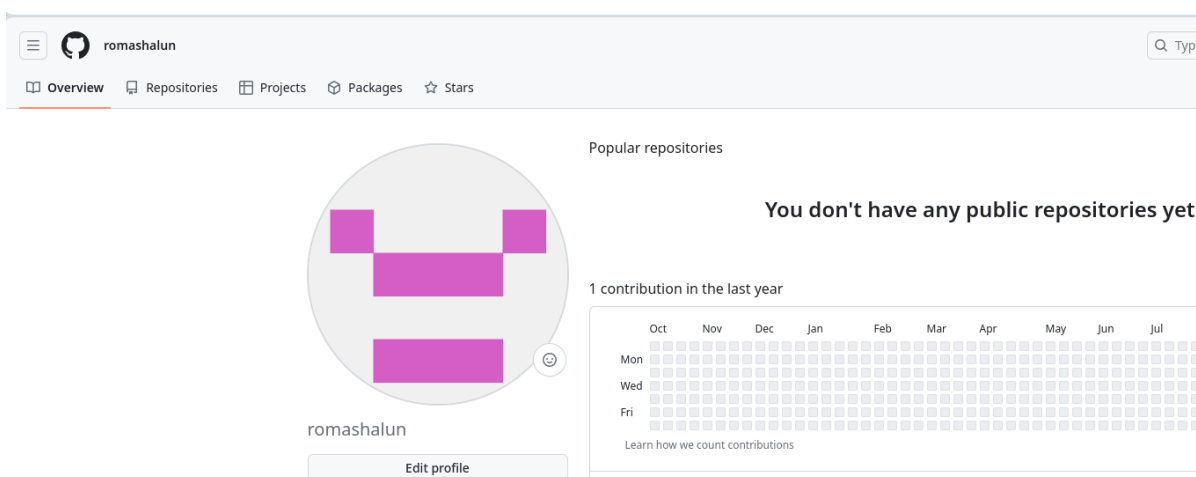 romashalun
Typ
Overview Repositories Projects Packages Stars
Popular repositories
You don't have any public repositories yet
1 contribution in the last year
Oct Nov Dec Jan Feb Mar Apr May Jun Jul
Mon
Wed
Fri
Learn how we count contributions
romashalun
Edit profile